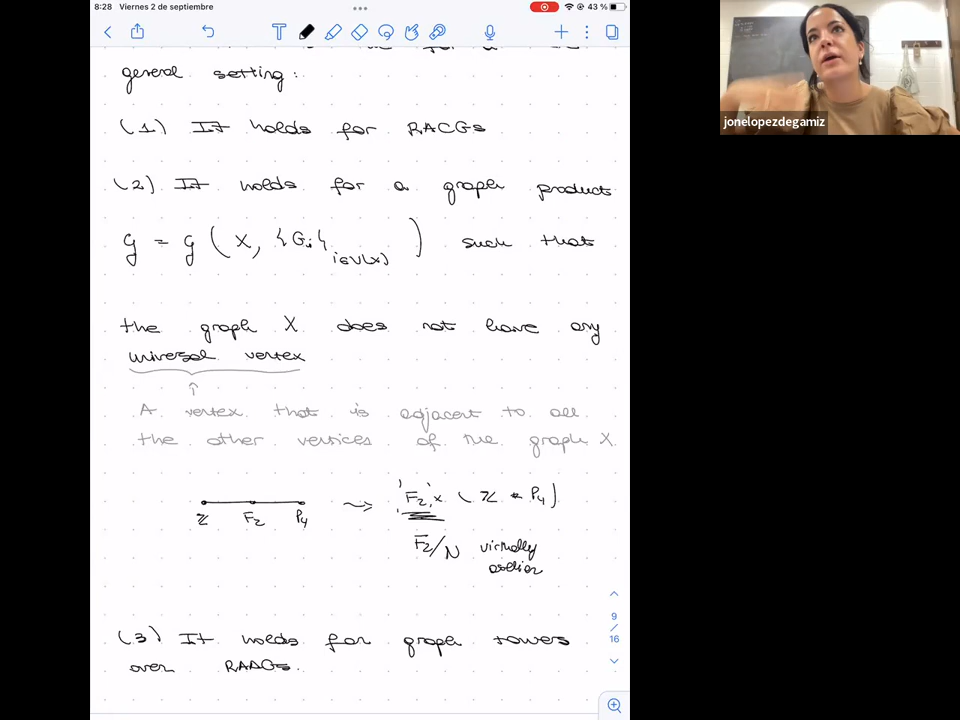 8:28 Viernes 2 de septiembre
43 %
jonelopezdegamiz
general setting:
(1) It holds for RACGs
(2) It holds for a graph product
G = G (X, {Gi}i∈V(X)) such that
the graph X does not have any
universal vertex
A vertex that is adjacent to all
the other vertices of the graph X.
Z F2 P4 ⇝ F2 × (Z * P4)
F2/N virtually
abelian
(3) It holds for graph towers
over RAAGs.
9
/
16